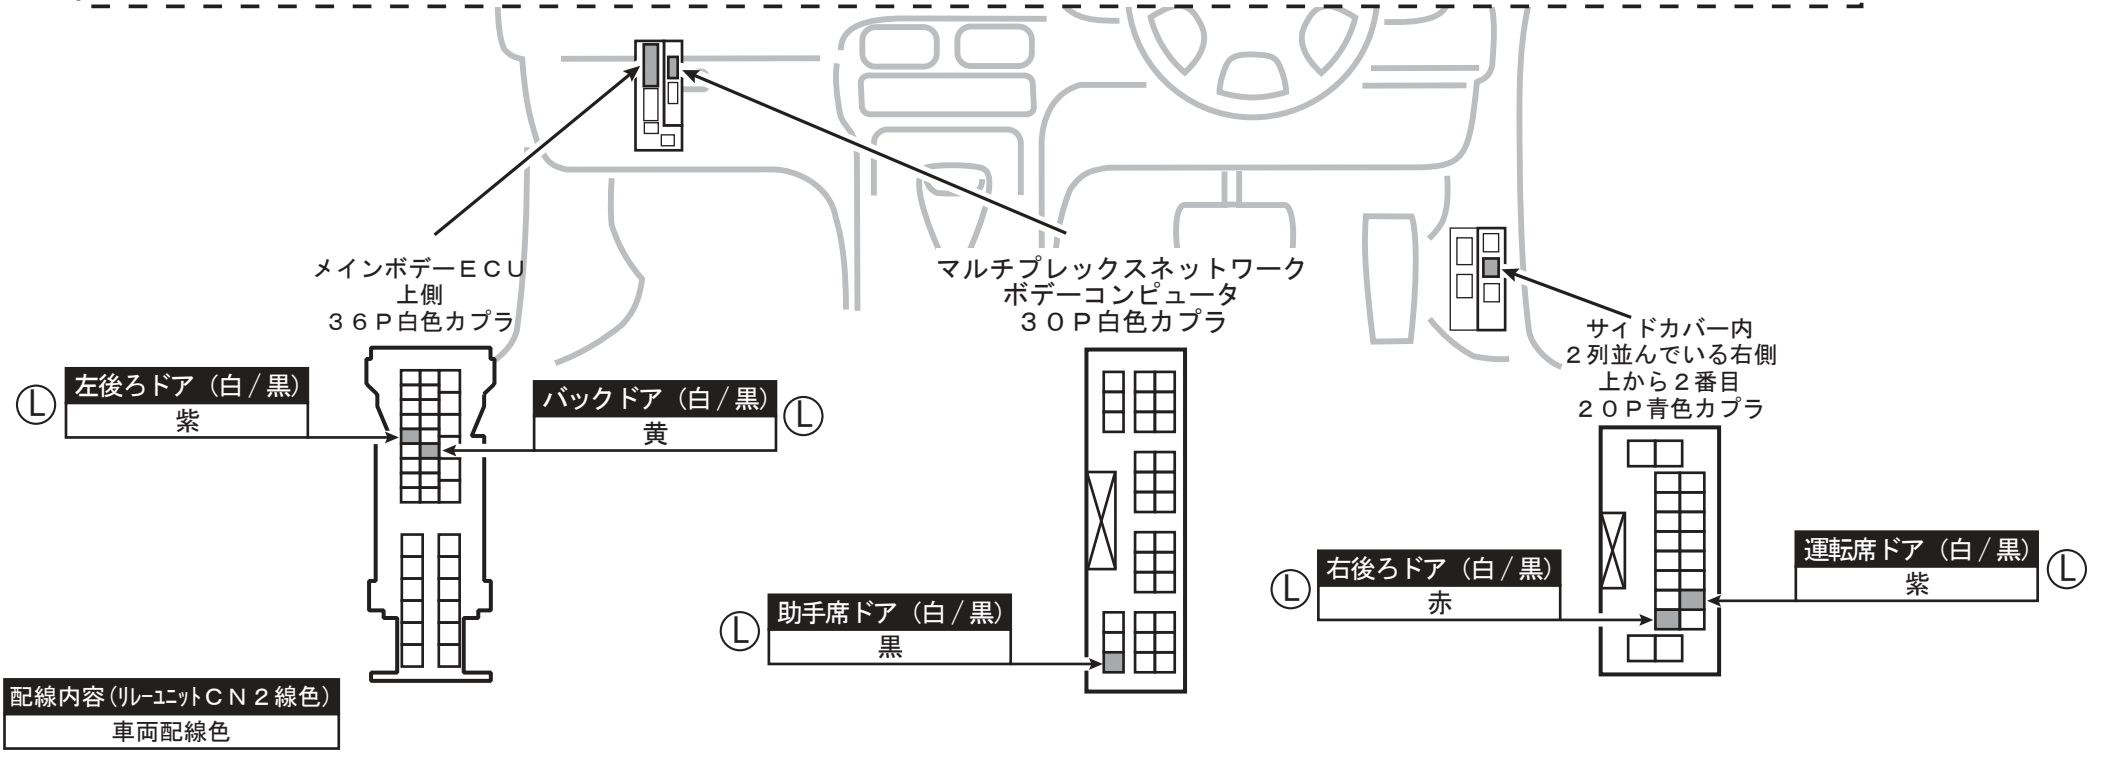 メインボデーＥＣＵ
上側
３６Ｐ白色カプラ
マルチプレックスネットワーク
ボデーコンピュータ
３０Ｐ白色カプラ
サイドカバー内
２列並んでいる右側
上から２番目
２０Ｐ青色カプラ
Ⓛ
左後ろドア（白／黒）
紫
バックドア（白／黒）
黄
Ⓛ
Ⓛ
助手席ドア（白／黒）
黒
Ⓛ
右後ろドア（白／黒）
赤
運転席ドア（白／黒）
紫
Ⓛ
配線内容（ﾘﾚｰﾕﾆｯﾄＣＮ２線色）
車両配線色